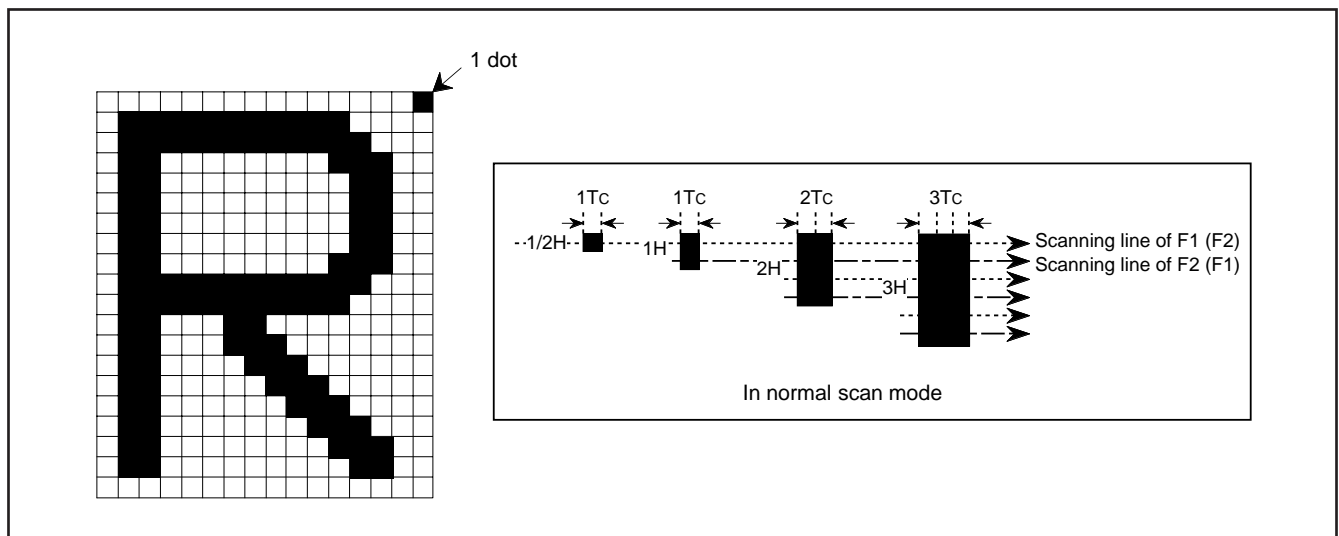 1 dot
1TC 1TC 2TC 3TC
1/2H 1H 2H 3H
Scanning line of F1 (F2)
Scanning line of F2 (F1)
In normal scan mode